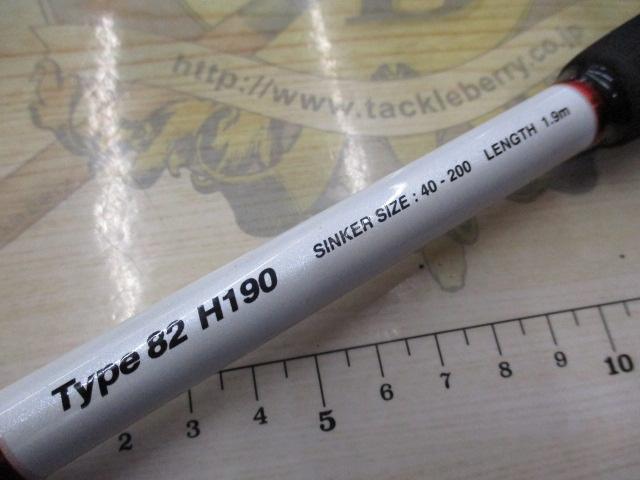 http://www.tackleberry.co.jp
Type 82 H190 SINKER SIZE : 40 - 200 LENGTH 1.9m
2 3 4 5 6 7 8 9 10